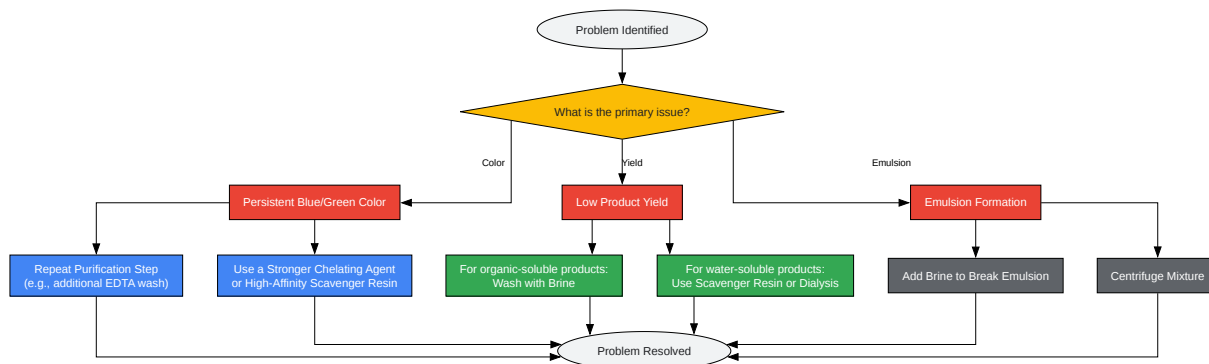 Problem Identified
What is the primary issue?
Color
Yield
Emulsion
Persistent Blue/Green Color
Low Product Yield
Emulsion Formation
Repeat Purification Step
(e.g., additional EDTA wash)
Use a Stronger Chelating Agent
or High-Affinity Scavenger Resin
For organic-soluble products:
Wash with Brine
For water-soluble products:
Use Scavenger Resin or Dialysis
Add Brine to Break Emulsion
Centrifuge Mixture
Problem Resolved